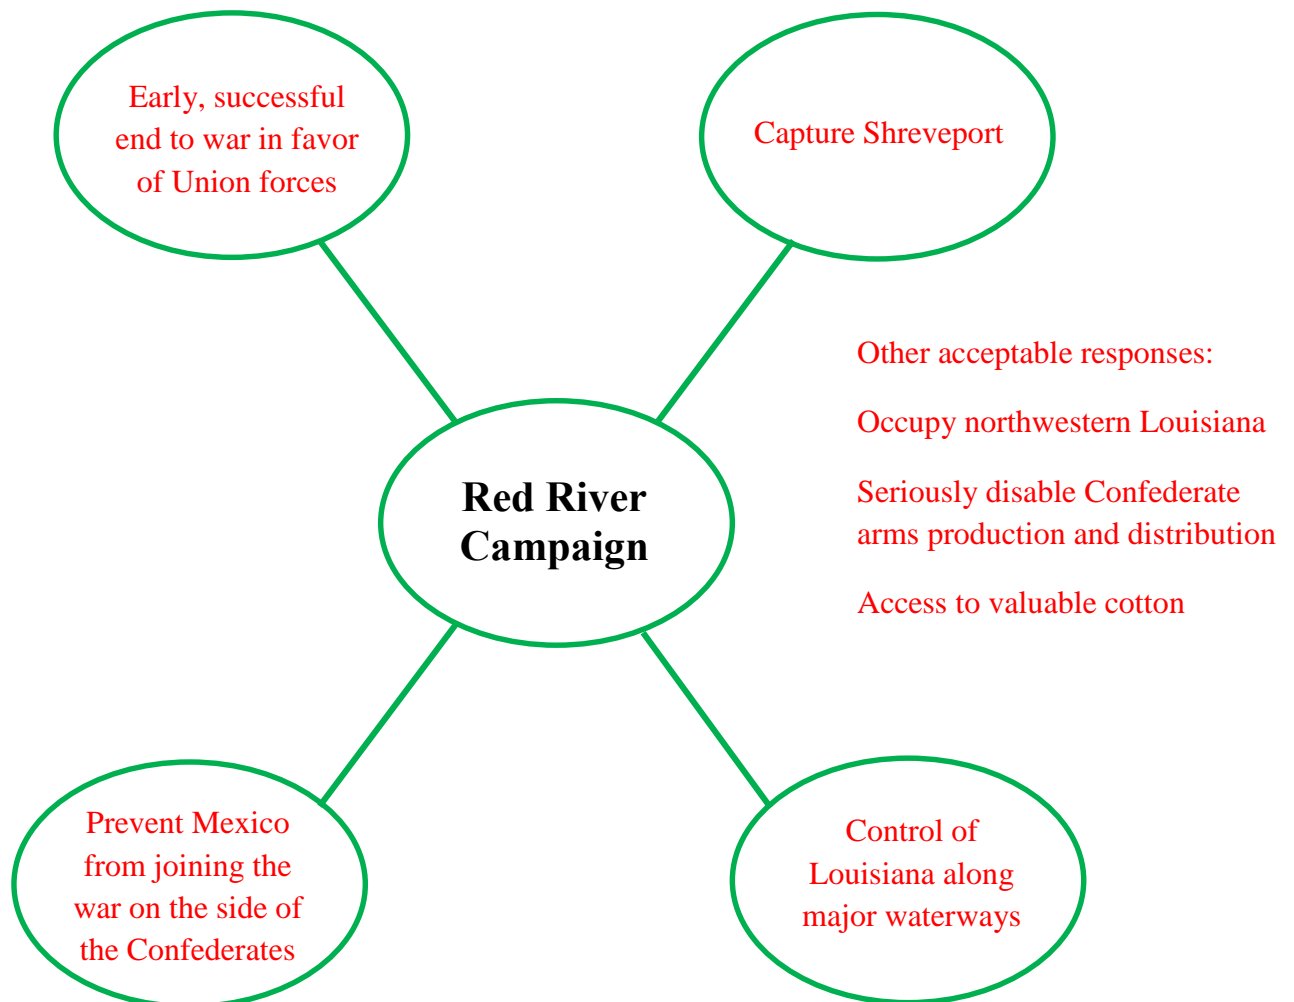 Early, successful
end to war in favor
of Union forces
Capture Shreveport
Other acceptable responses:
Occupy northwestern Louisiana
Seriously disable Confederate
arms production and distribution
Access to valuable cotton
Red River
Campaign
Prevent Mexico
from joining the
war on the side of
the Confederates
Control of
Louisiana along
major waterways